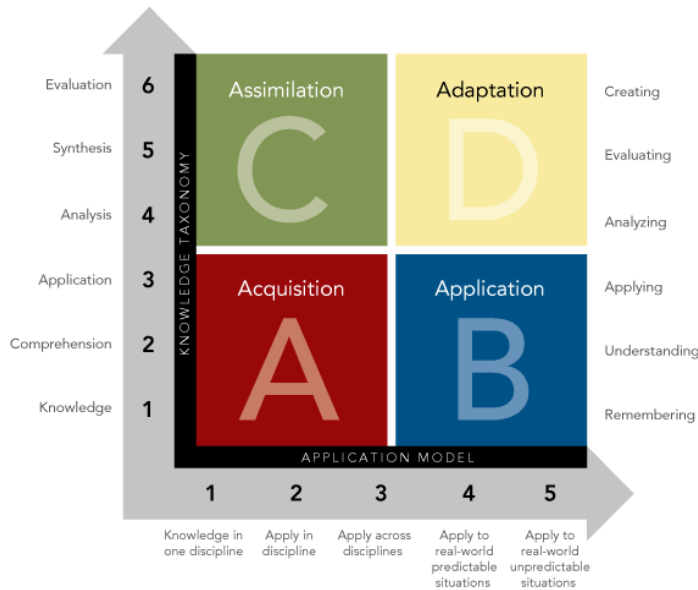 Evaluation 6 Assimilation Adaptation Creating
C D
Synthesis 5 Evaluating
Analysis 4 Analyzing
KNOWLEDGE TAXONOMY
Application 3 Acquisition Application Applying
A B
Comprehension 2 Understanding
Knowledge 1 Remembering
APPLICATION MODEL
1 2 3 4 5
Knowledge in
one discipline
Apply in
discipline
Apply across
disciplines
Apply to
real-world
predictable
situations
Apply to
real-world
unpredictable
situations